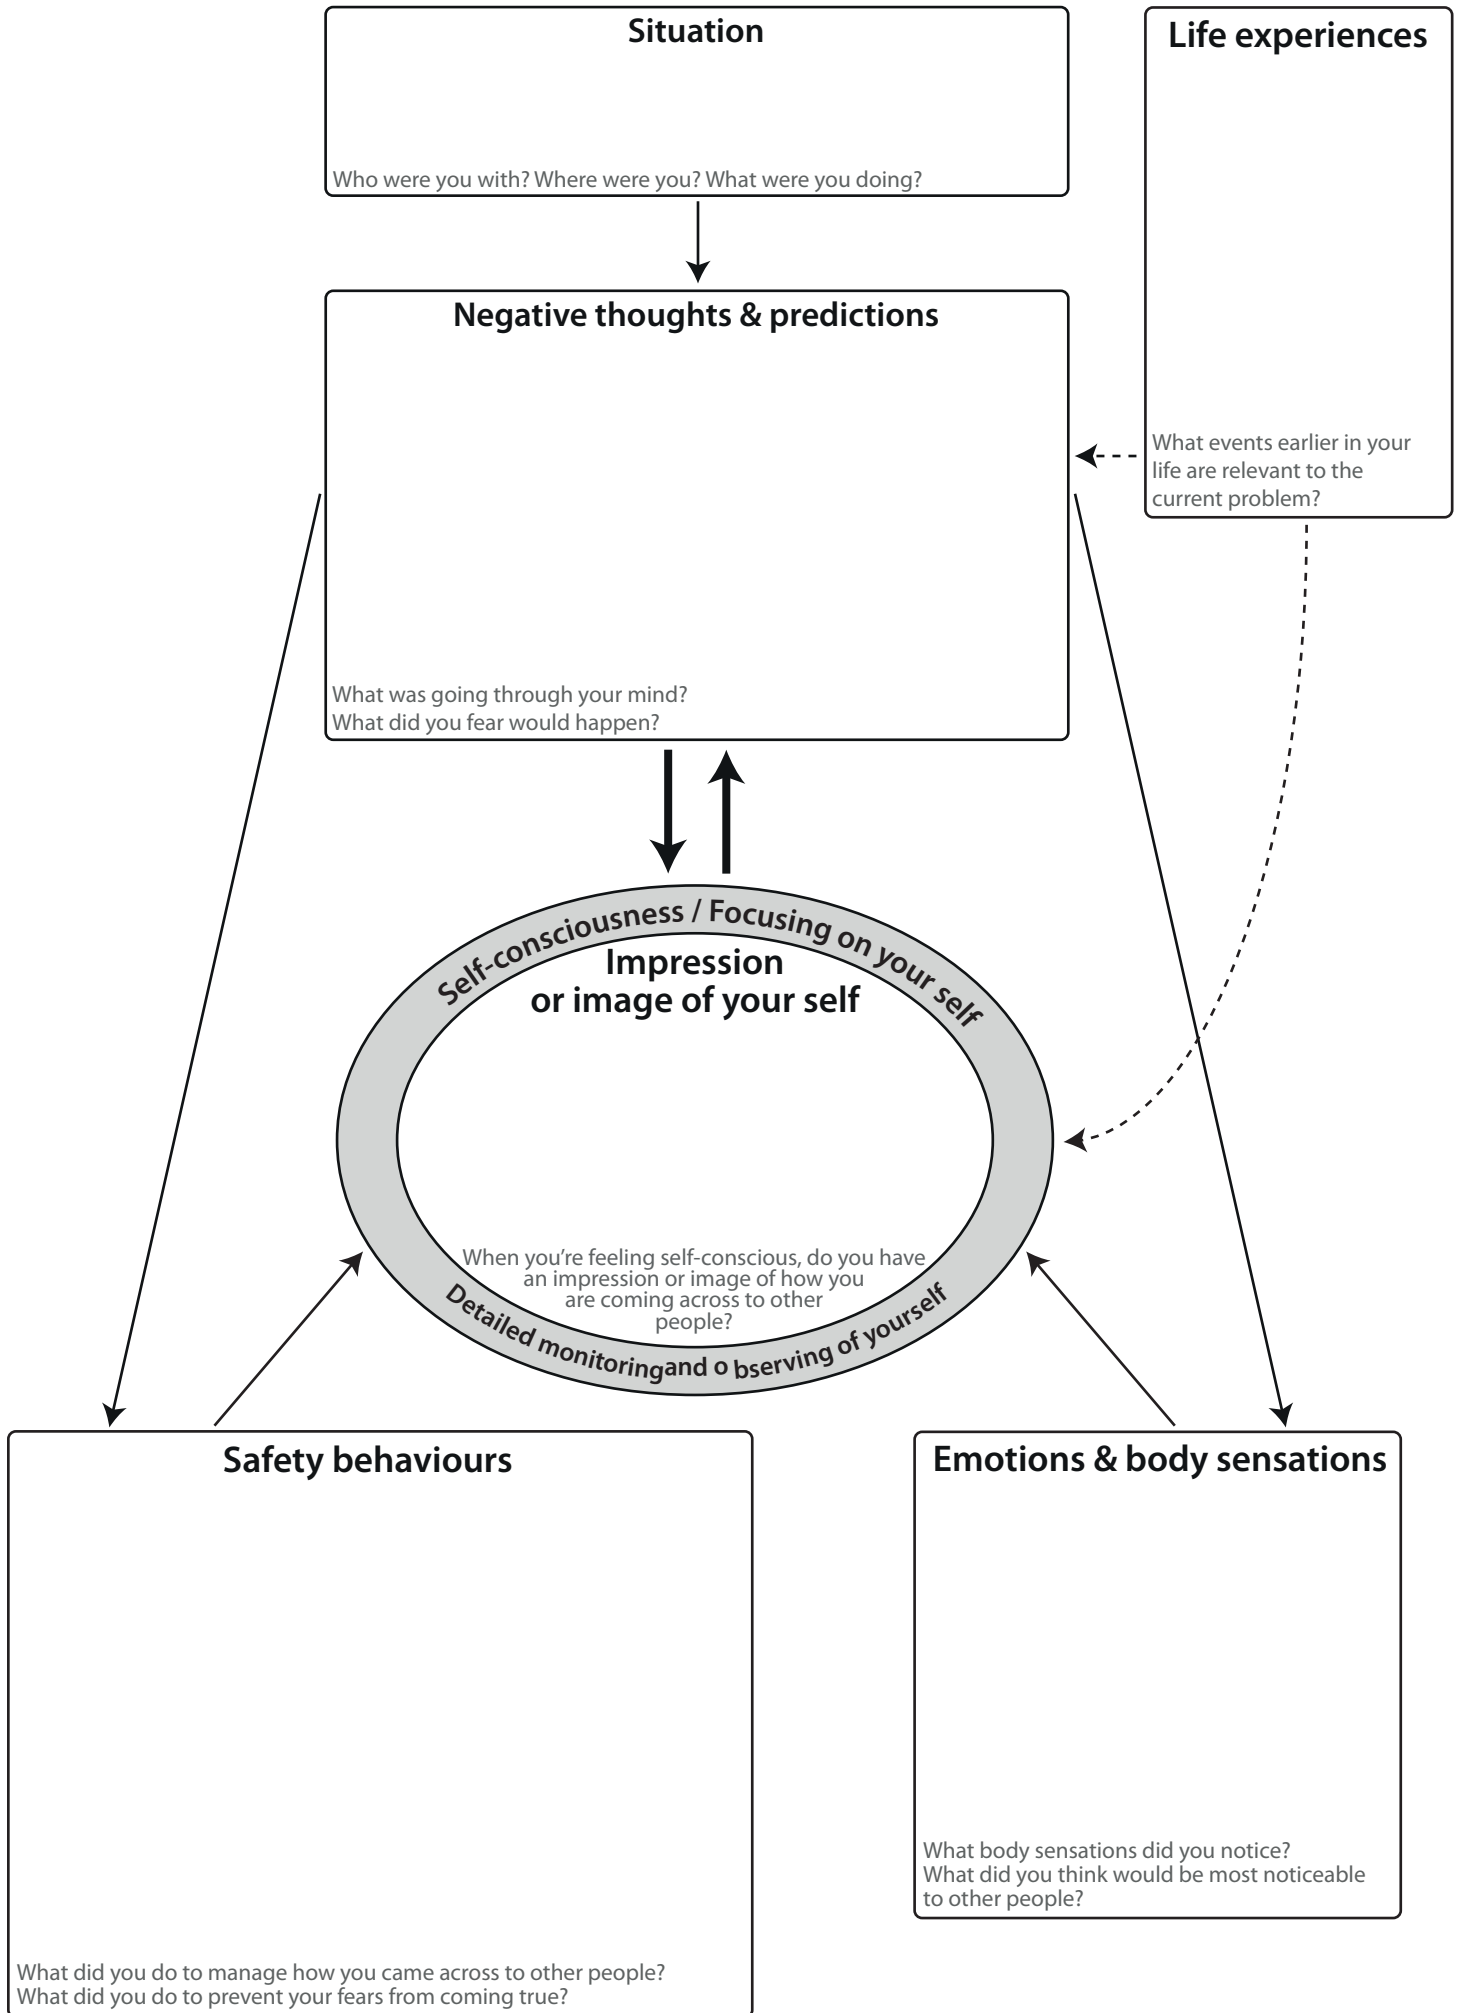 Situation
Who were you with? Where were you? What were you doing?
Life experiences
What events earlier in your
life are relevant to the
current problem?
Negative thoughts & predictions
What was going through your mind?
What did you fear would happen?
Self-consciousness / Focusing on your self
Impression
or image of your self
When you're feeling self-conscious, do you have
an impression or image of how you
are coming across to other
people?
Detailed monitoringand o bserving of yourself
Safety behaviours
What did you do to manage how you came across to other people?
What did you do to prevent your fears from coming true?
Emotions & body sensations
What body sensations did you notice?
What did you think would be most noticeable
to other people?